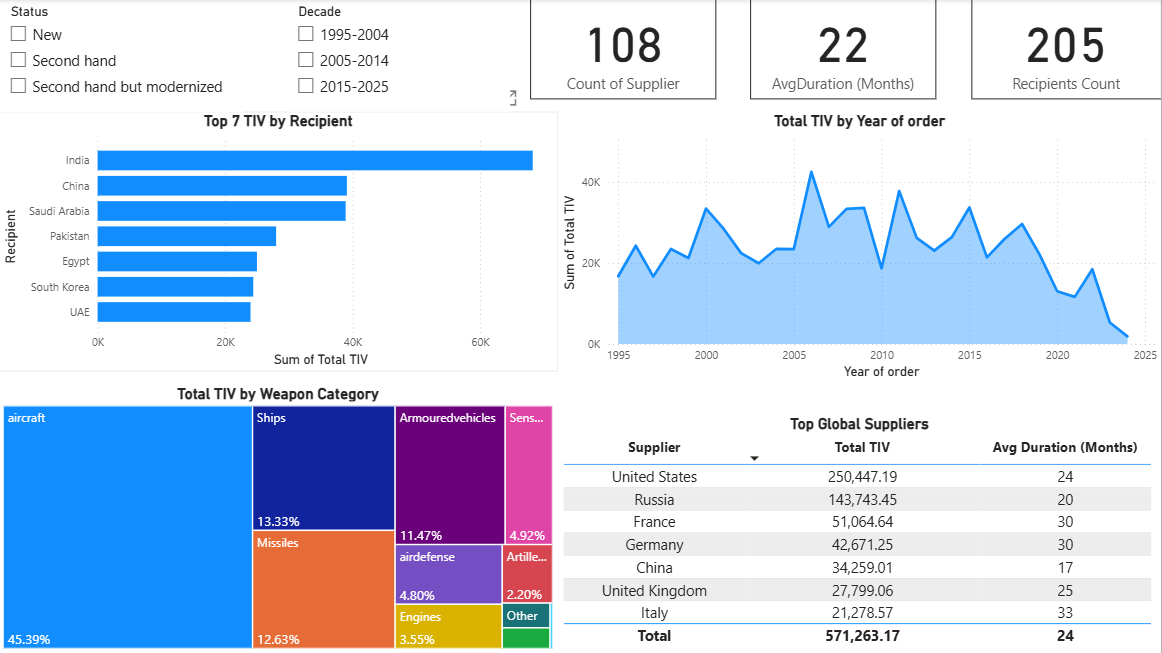 Status
New
Second hand
Second hand but modernized
Decade
1995-2004
2005-2014
2015-2025
108
Count of Supplier
22
AvgDuration (Months)
205
Recipients Count
Top 7 TIV by Recipient
Recipient
India
China
Saudi Arabia
Pakistan
Egypt
South Korea
UAE
0K 20K 40K 60K
Sum of Total TIV
Total TIV by Year of order
Sum of Total TIV
40K
20K
0K
1995 2000 2005 2010 2015 2020 2025
Year of order
Total TIV by Weapon Category
aircraft
45.39%
Ships
13.33%
Missiles
12.63%
Armouredvehicles
11.47%
Sens...
4.92%
airdefense
4.80%
Artille...
2.20%
Engines
3.55%
Other
Top Global Suppliers
Supplier Total TIV Avg Duration (Months)
United States 250,447.19 24
Russia 143,743.45 20
France 51,064.64 30
Germany 42,671.25 30
China 34,259.01 17
United Kingdom 27,799.06 25
Italy 21,278.57 33
Total 571,263.17 24